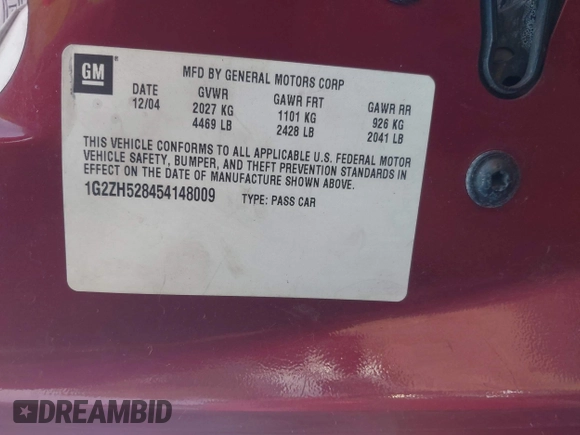 GM
MFD BY GENERAL MOTORS CORP
DATE GVWR GAWR FRT GAWR RR
12/04 2027 KG 1101 KG 926 KG
4469 LB 2428 LB 2041 LB
THIS VEHICLE CONFORMS TO ALL APPLICABLE U.S. FEDERAL MOTOR
VEHICLE SAFETY, BUMPER, AND THEFT PREVENTION STANDARDS IN
EFFECT ON THE DATE OF MANUFACTURE SHOWN ABOVE.
1G2ZH528454148009 TYPE: PASS CAR
DREAMBID